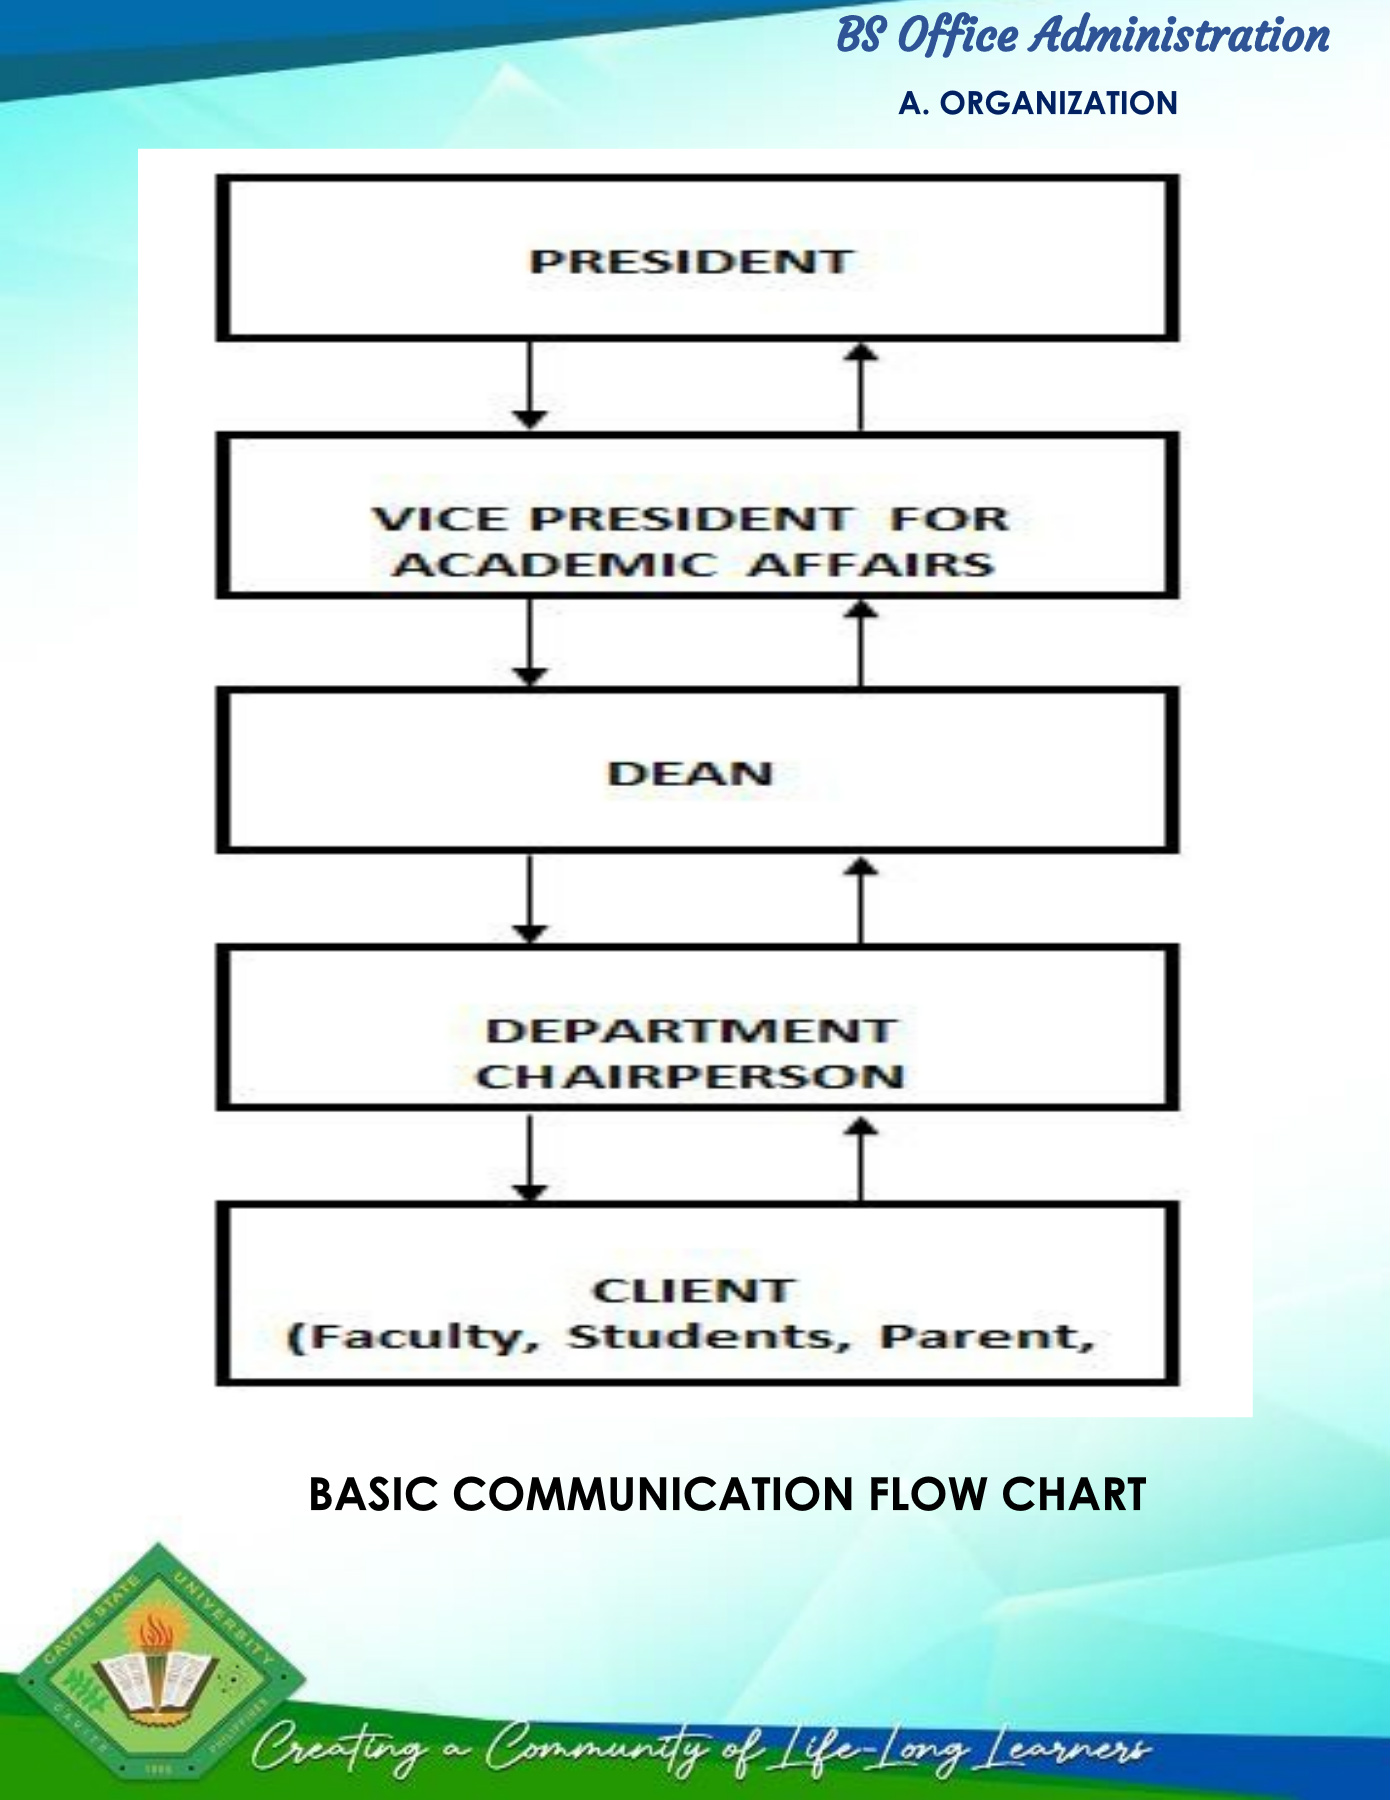 BS Office Administration
A. ORGANIZATION
PRESIDENT
VICE PRESIDENT FOR
ACADEMIC AFFAIRS
DEAN
DEPARTMENT
CHAIRPERSON
CLIENT
(Faculty, Students, Parent,
BASIC COMMUNICATION FLOW CHART
CAVITE STATE UNIVERSITY
CAVITE
PHILIPPINES
Creating a Community of Life-Long Learners